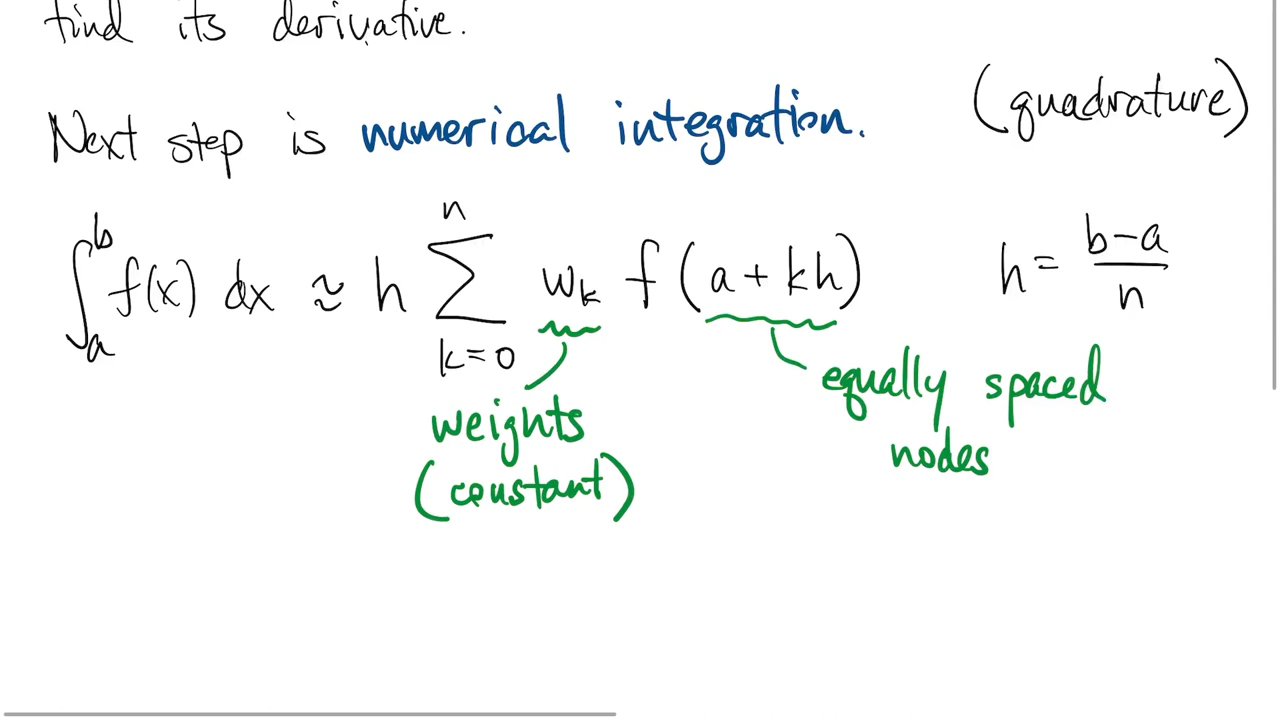 find its derivative.
Next step is numerical integration. (quadrature)
∫_a^b f(x) dx ≈ h ∑_{k=0}^n w_k f(a + kh) h = (b-a)/n
weights
(constant)
equally spaced
nodes